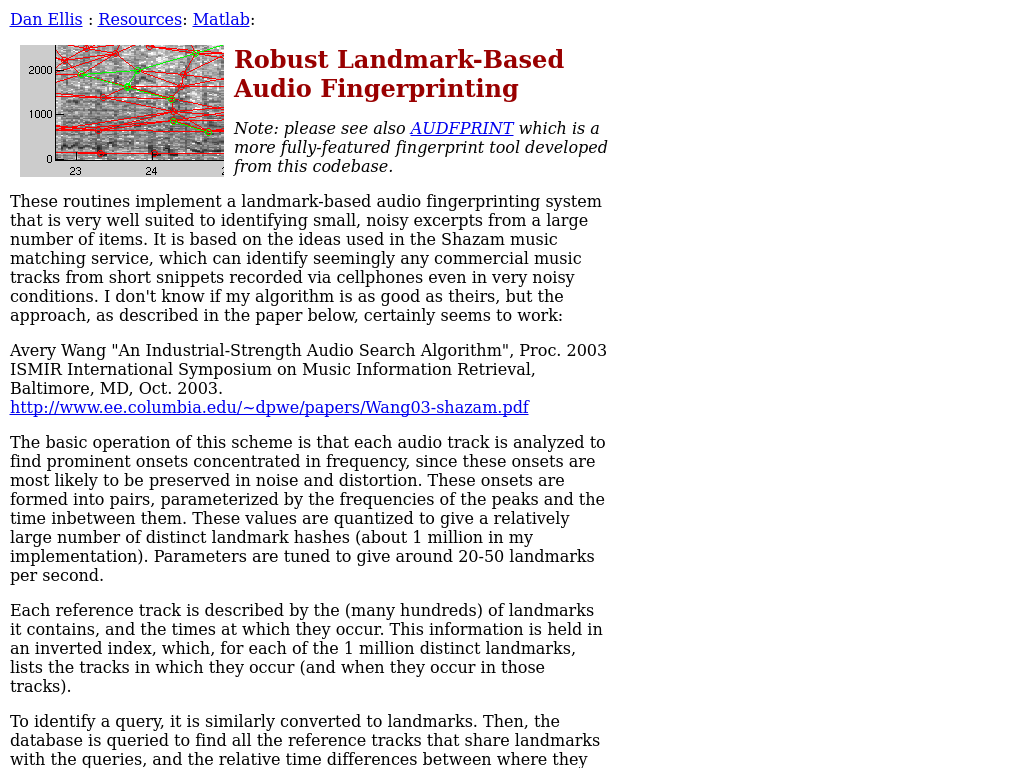 Dan Ellis : Resources: Matlab:
2000
1000
0
23
24
Robust Landmark-Based
Audio Fingerprinting
Note: please see also AUDFPRINT which is a
more fully-featured fingerprint tool developed
from this codebase.
These routines implement a landmark-based audio fingerprinting system
that is very well suited to identifying small, noisy excerpts from a large
number of items. It is based on the ideas used in the Shazam music
matching service, which can identify seemingly any commercial music
tracks from short snippets recorded via cellphones even in very noisy
conditions. I don't know if my algorithm is as good as theirs, but the
approach, as described in the paper below, certainly seems to work:
Avery Wang "An Industrial-Strength Audio Search Algorithm", Proc. 2003
ISMIR International Symposium on Music Information Retrieval,
Baltimore, MD, Oct. 2003.
http://www.ee.columbia.edu/~dpwe/papers/Wang03-shazam.pdf
The basic operation of this scheme is that each audio track is analyzed to
find prominent onsets concentrated in frequency, since these onsets are
most likely to be preserved in noise and distortion. These onsets are
formed into pairs, parameterized by the frequencies of the peaks and the
time inbetween them. These values are quantized to give a relatively
large number of distinct landmark hashes (about 1 million in my
implementation). Parameters are tuned to give around 20-50 landmarks
per second.
Each reference track is described by the (many hundreds) of landmarks
it contains, and the times at which they occur. This information is held in
an inverted index, which, for each of the 1 million distinct landmarks,
lists the tracks in which they occur (and when they occur in those
tracks).
To identify a query, it is similarly converted to landmarks. Then, the
database is queried to find all the reference tracks that share landmarks
with the queries, and the relative time differences between where they